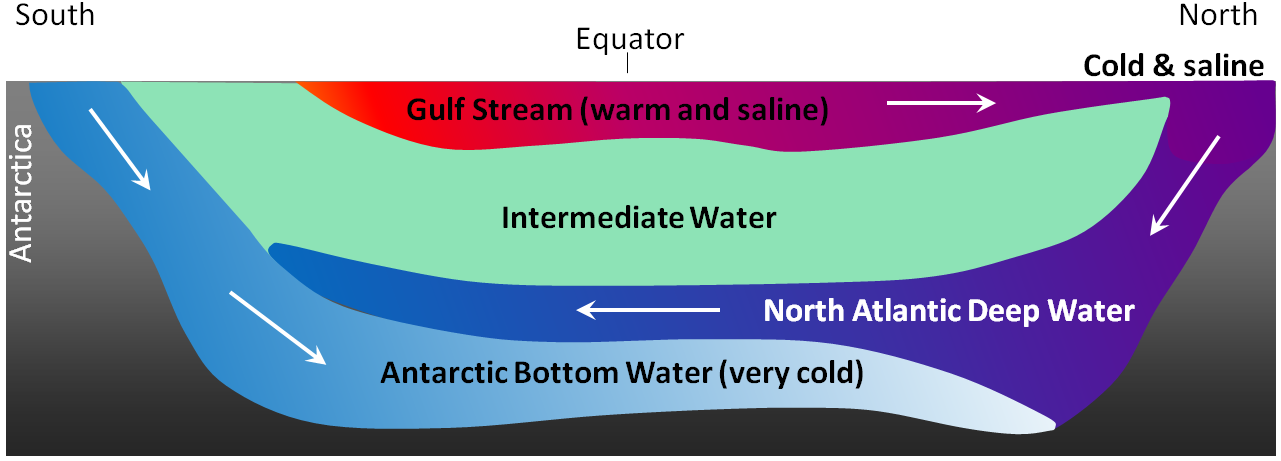 South
North
Equator
Cold & saline
Gulf Stream (warm and saline)
Antarctica
Intermediate Water
North Atlantic Deep Water
Antarctic Bottom Water (very cold)